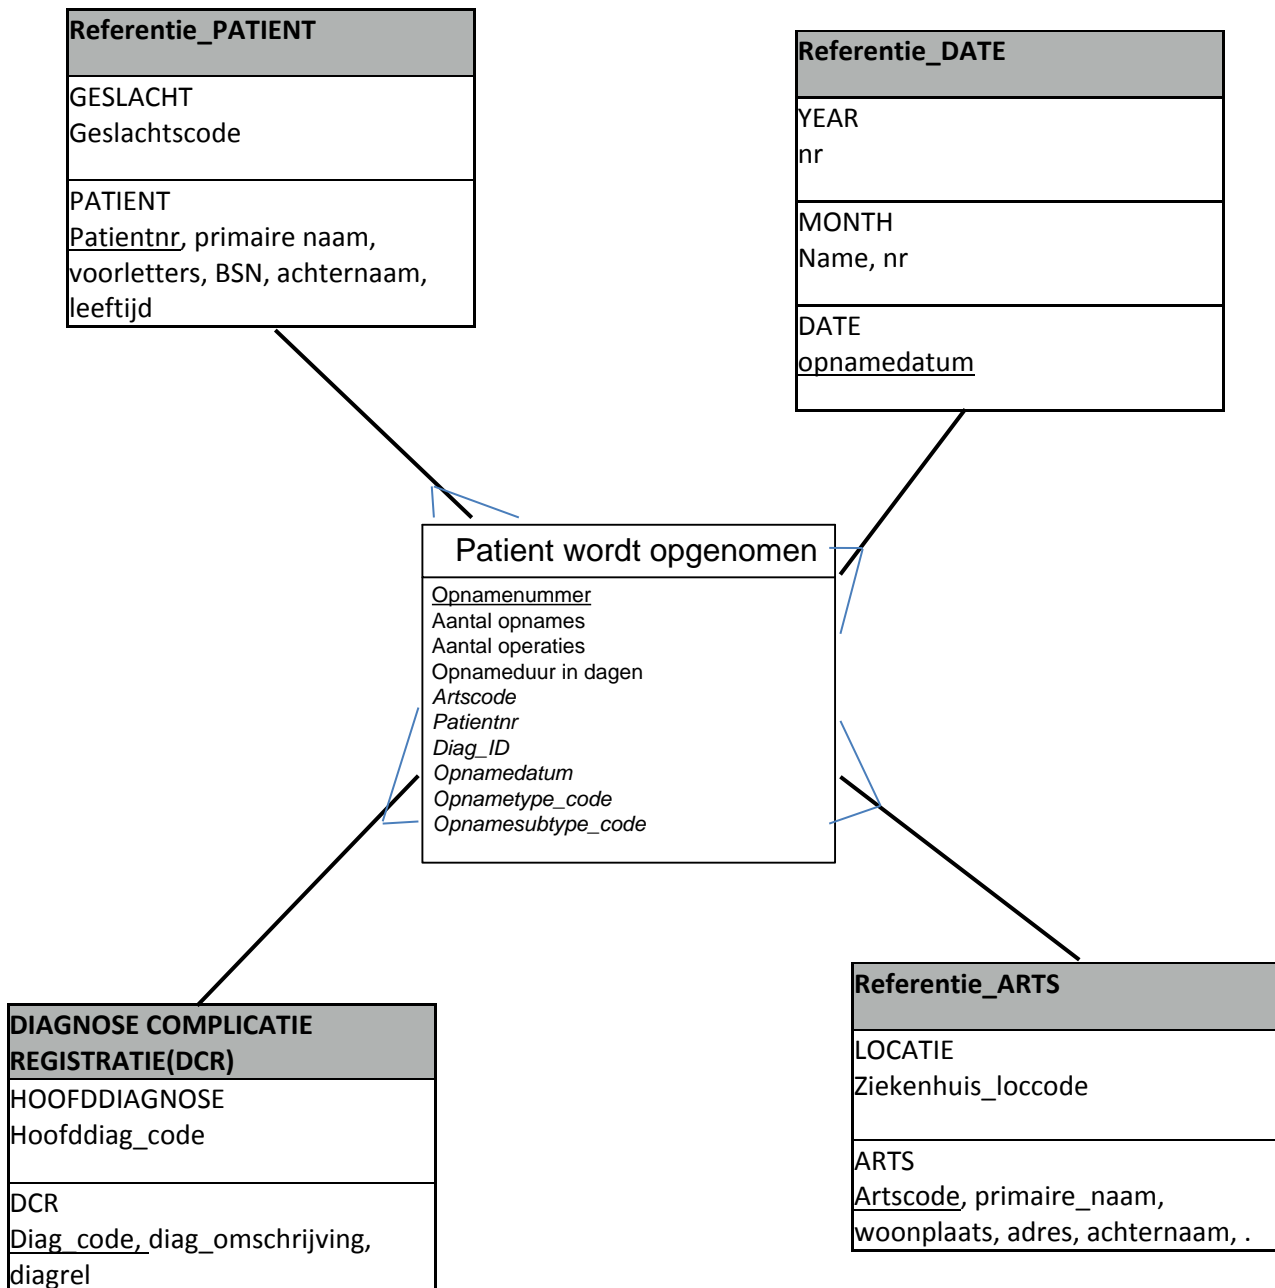 Referentie_PATIENT
GESLACHT
Geslachtscode
PATIENT
Patientnr, primaire naam,
voorletters, BSN, achternaam,
leeftijd
Referentie_DATE
YEAR
nr
MONTH
Name, nr
DATE
opnamedatum
Patient wordt opgenomen
Opnamenummer
Aantal opnames
Aantal operaties
Opnameduur in dagen
Artscode
Patientnr
Diag_ID
Opnamedatum
Opnametype_code
Opnamesubtype_code
DIAGNOSE COMPLICATIE
REGISTRATIE(DCR)
HOOFDDIAGNOSE
Hoofddiag_code
DCR
Diag_code, diag_omschrijving,
diagrel
Referentie_ARTS
LOCATIE
Ziekenhuis_loccode
ARTS
Artscode, primaire_naam,
woonplaats, adres, achternaam, .